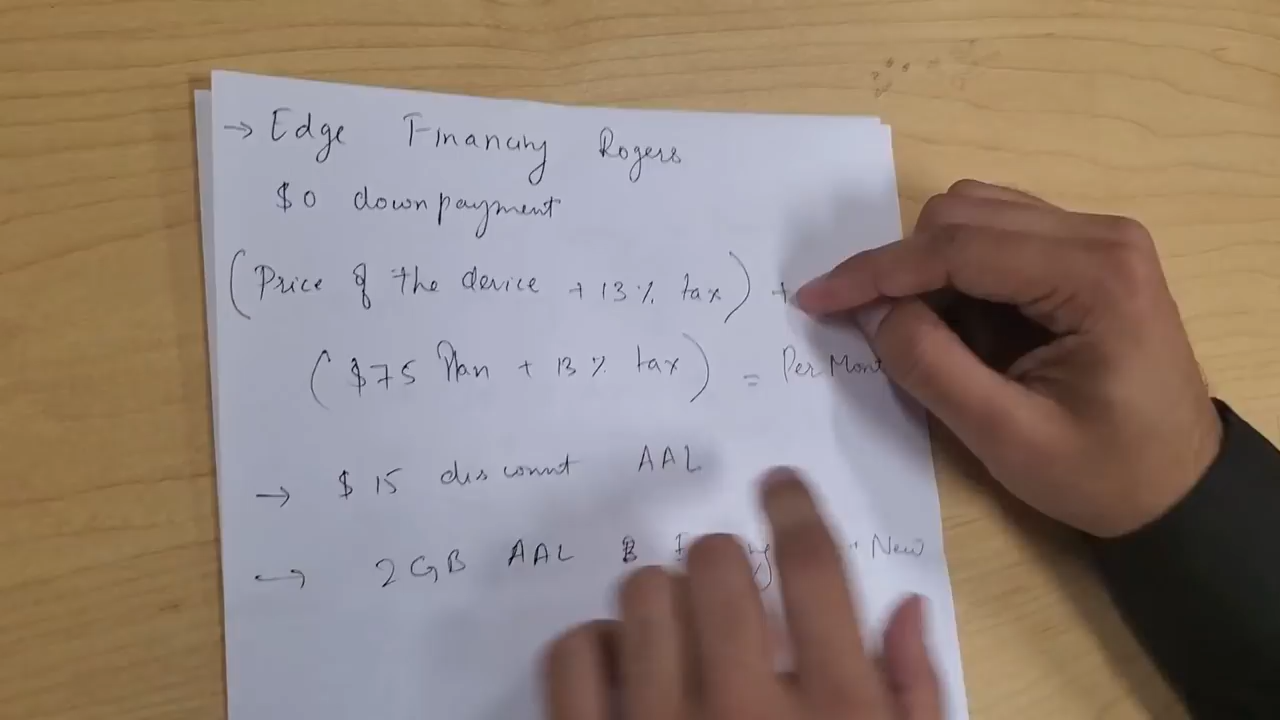 → Edge Financing Rogers
$0 downpayment
(Price of the device + 13% tax) +
($75 Plan + 13% tax) = Per Mont
→ $15 discount AAL
→ 2GB AAL New